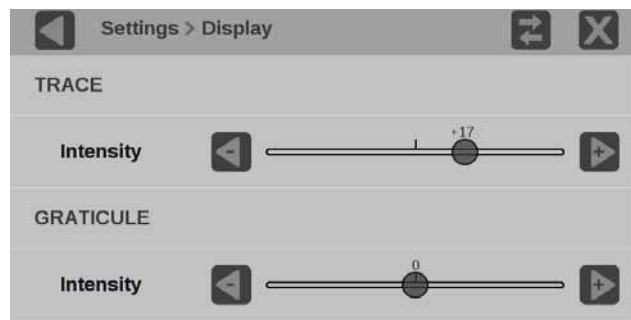 Settings > Display
TRACE
+17
Intensity - +
GRATICULE
0
Intensity - +